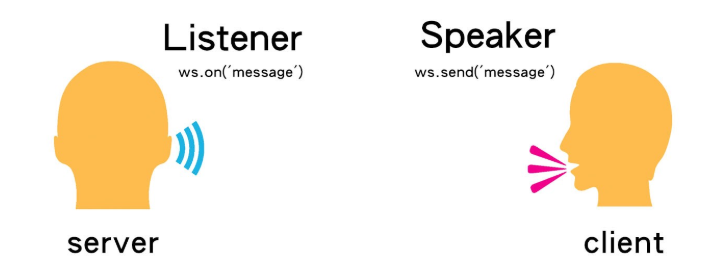 Listener
ws.on(´message´)
server
Speaker
ws.send(´message´)
client